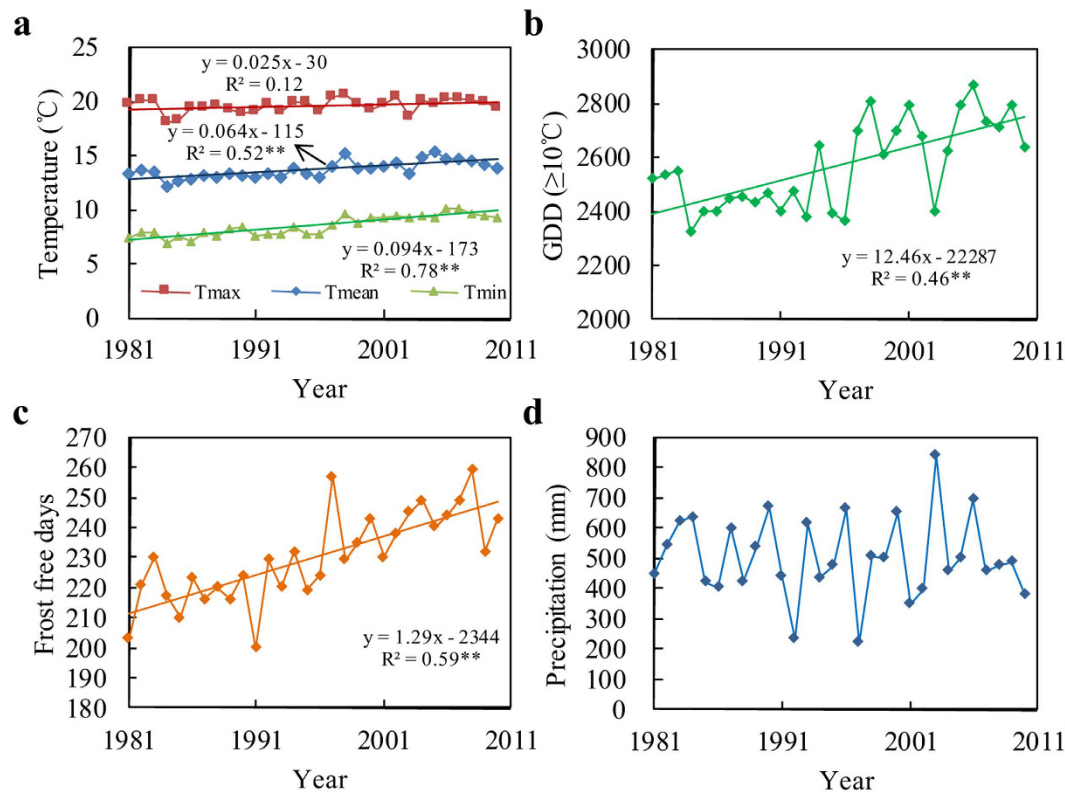 a
25
20
15
10
5
0
Temperature (℃)
y = 0.025x - 30
R² = 0.12
y = 0.064x - 115
R² = 0.52**
y = 0.094x - 173
R² = 0.78**
Tmax Tmean Tmin
1981 1991 2001 2011
Year
b
3000
2800
2600
2400
2200
2000
GDD (≥10℃)
y = 12.46x - 22287
R² = 0.46**
1981 1991 2001 2011
Year
c
270
260
250
240
230
220
210
200
190
180
Frost free days
y = 1.29x - 2344
R² = 0.59**
1981 1991 2001 2011
Year
d
900
800
700
600
500
400
300
200
100
0
Precipitation (mm)
1981 1991 2001 2011
Year